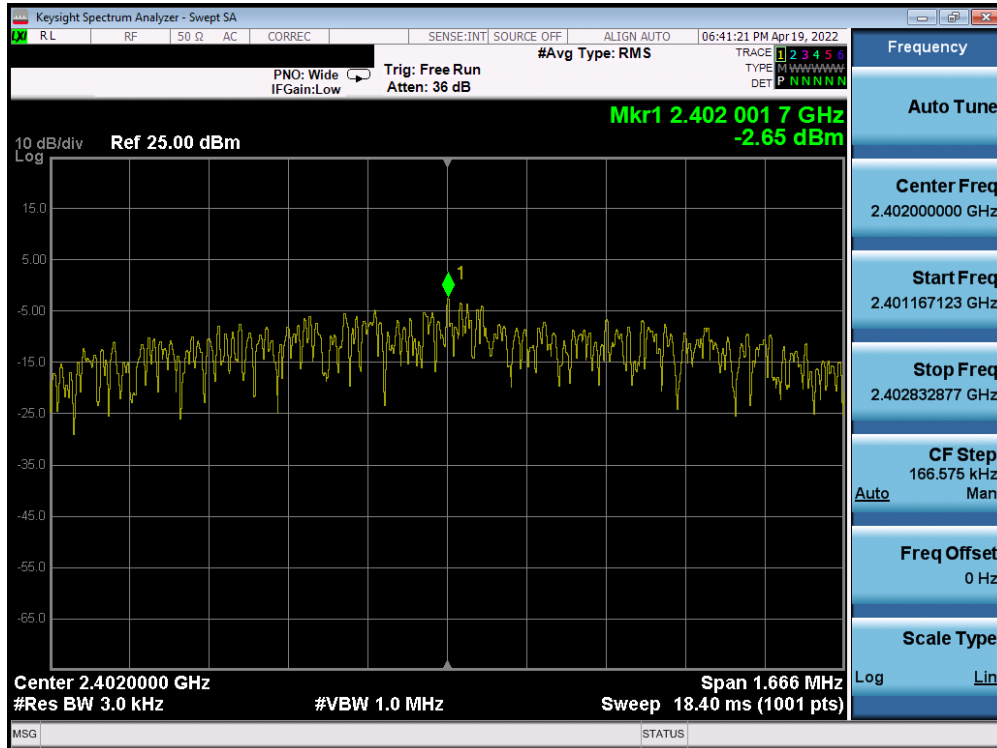 Keysight Spectrum Analyzer - Swept SA
LXI RL RF 50 Ω AC CORREC SENSE:INT SOURCE OFF ALIGN AUTO 06:41:21 PM Apr 19, 2022
PNO: Wide
IFGain:Low
Trig: Free Run
Atten: 36 dB
#Avg Type: RMS
TRACE 1 2 3 4 5 6
TYPE M W W W W W
DET P N N N N N
Mkr1 2.402 001 7 GHz
-2.65 dBm
10 dB/div Ref 25.00 dBm
Log
15.0
5.00
1
-5.00
-15.0
-25.0
-35.0
-45.0
-55.0
-65.0
Center 2.4020000 GHz Span 1.666 MHz
#Res BW 3.0 kHz #VBW 1.0 MHz Sweep 18.40 ms (1001 pts)
MSG STATUS
Frequency
Auto Tune
Center Freq
2.402000000 GHz
Start Freq
2.401167123 GHz
Stop Freq
2.402832877 GHz
CF Step
166.575 kHz
Auto Man
Freq Offset
0 Hz
Scale Type
Log Lin